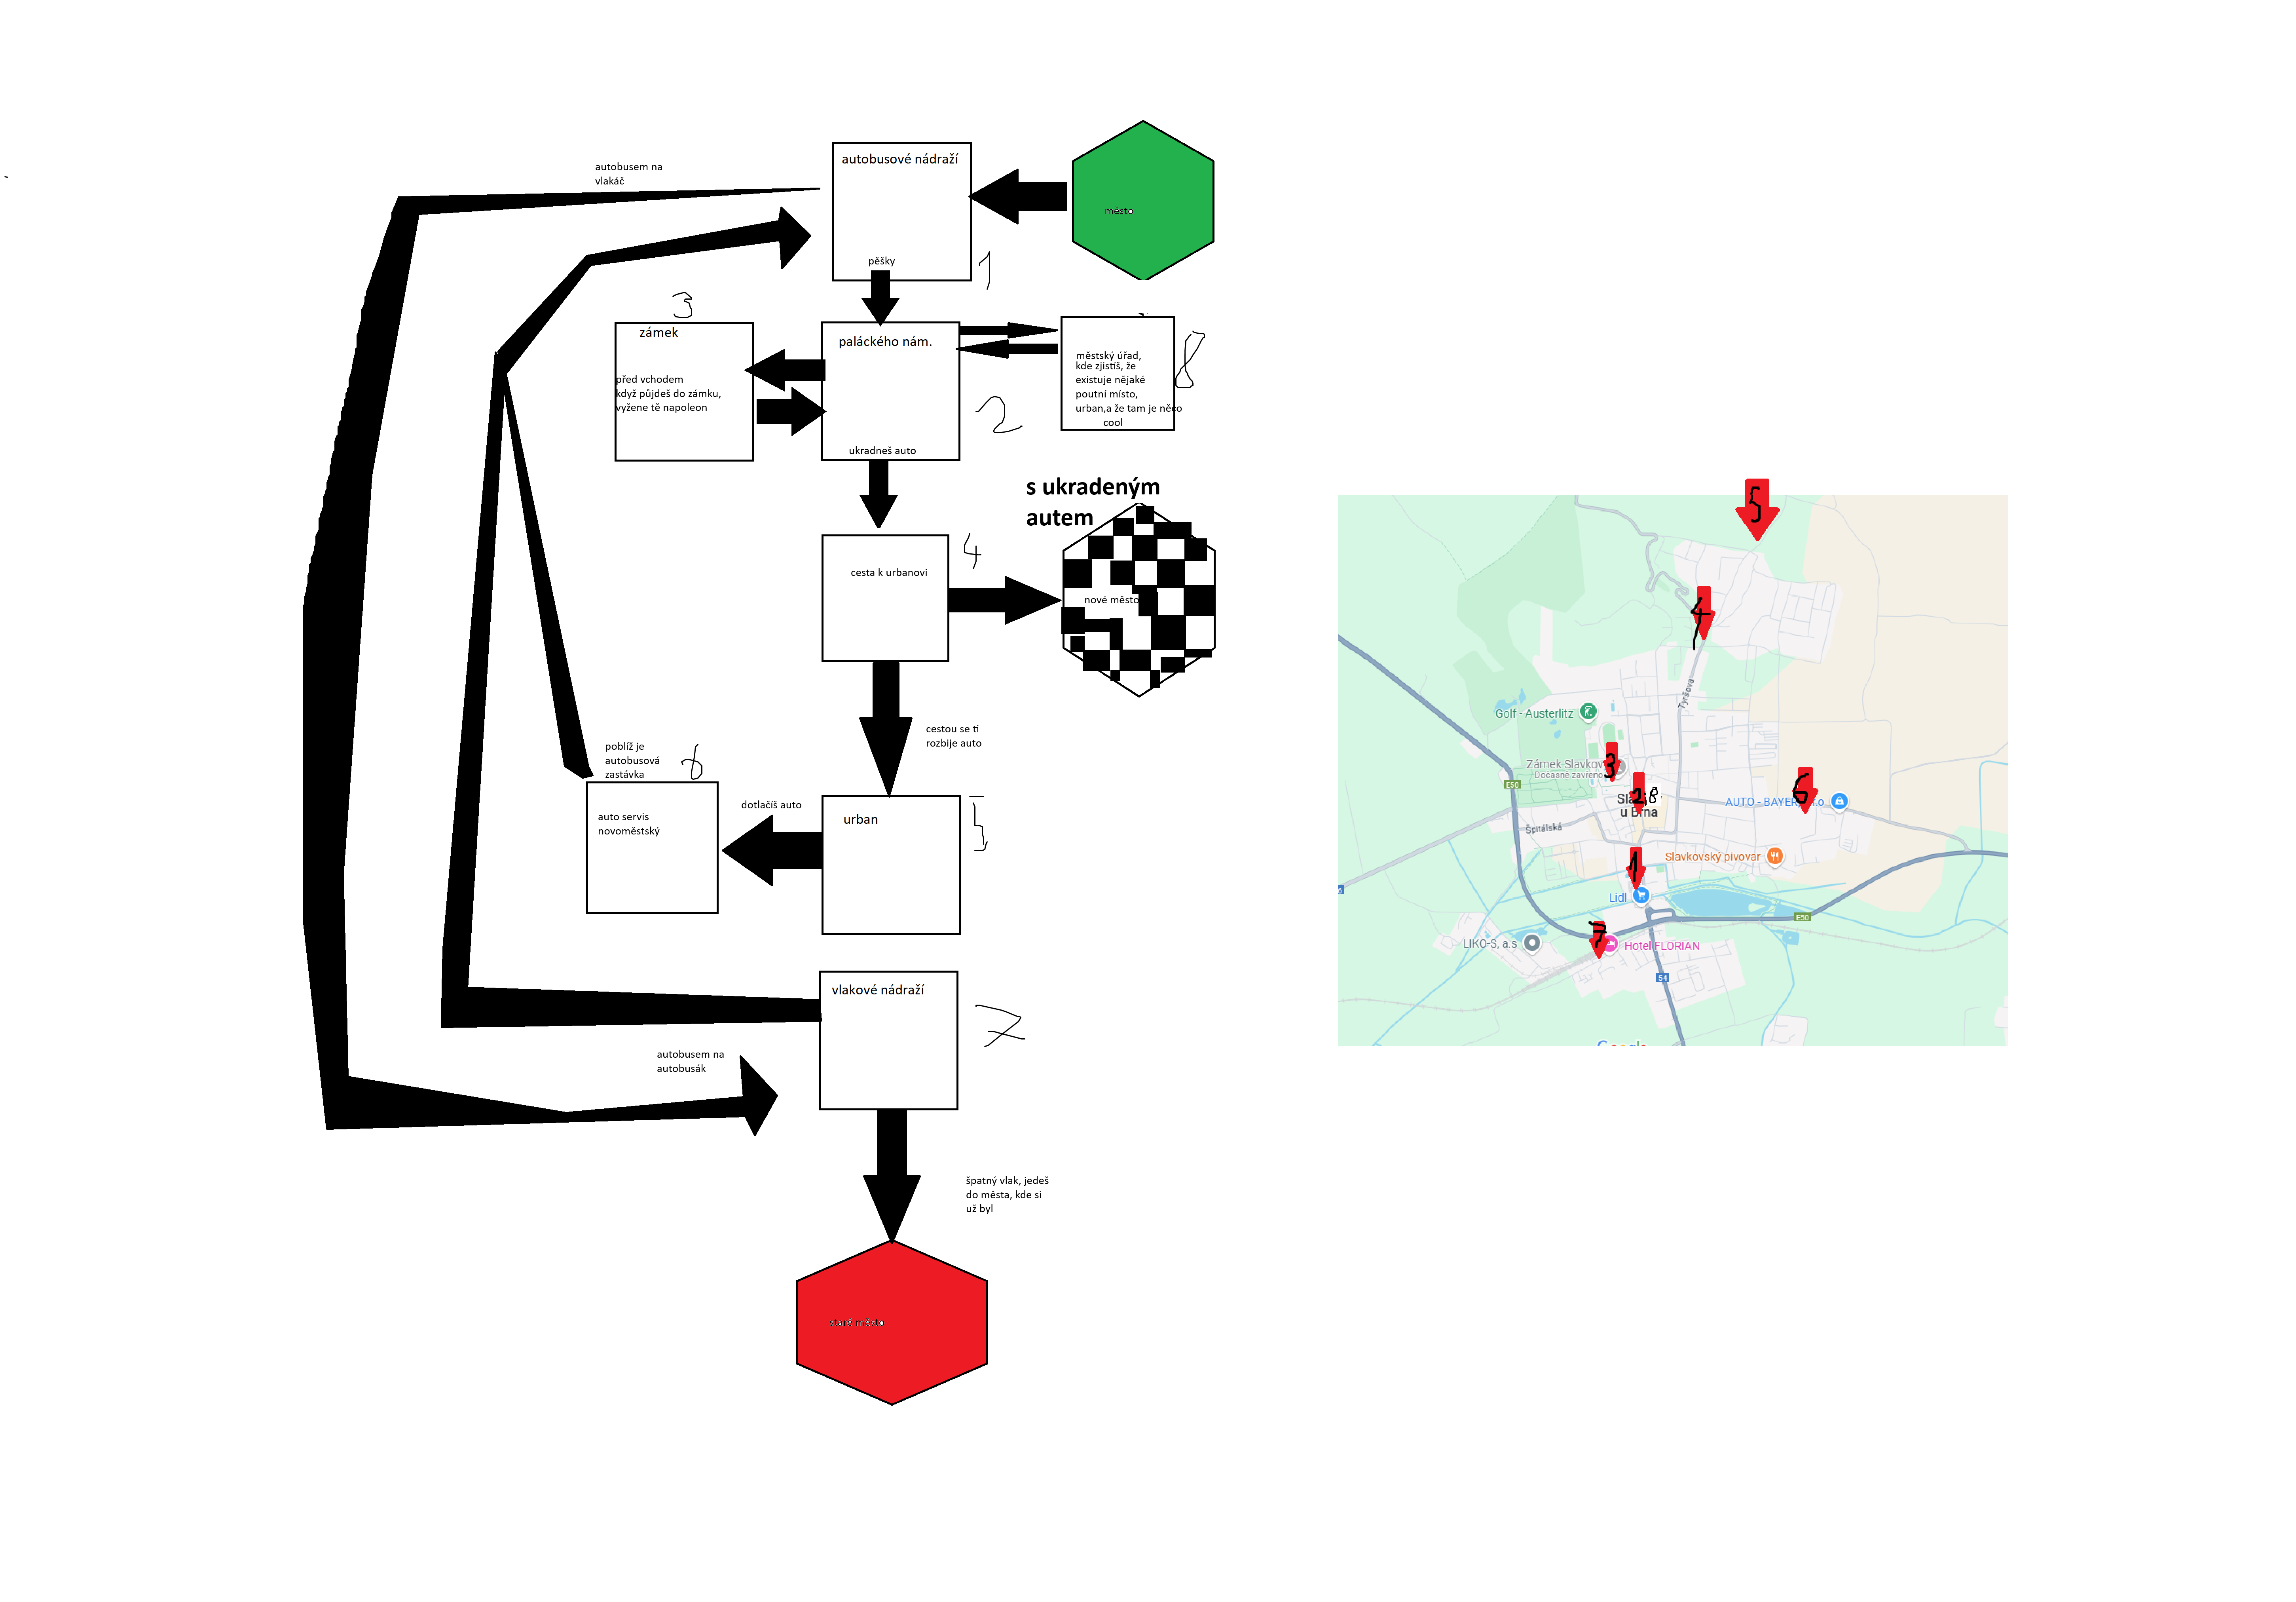 autobusem na
vlakáč
autobusové nádraží
město
pěšky
1
3
zámek
před vchodem
když půjdeš do zámku,
vyžene tě napoleon
paláckého nám.
ukradneš auto
2
městský úřad,
kde zjistíš, že
existuje nějaké
poutní místo,
urban,a že tam je něco
cool
8
s ukradeným
autem
nové město
4
cesta k urbanovi
cestou se ti
rozbije auto
poblíž je
autobusová
zastávka
6
auto servis
novoměstský
dotlačíš auto
urban
5
vlakové nádraží
7
autobusem na
autobusák
špatný vlak, jedeš
do města, kde si
už byl
staré město
5
4
Tyršova
Golf - Austerlitz
Zámek Slavkov
Dočasně zavřeno
3
2,8
u Brna
E50
AUTO - BAYER
6
Špitálská
1
Slavkovský pivovar
Lidl
E50
7
LIKO-S, a.s
Hotel FLORIAN
54
Google